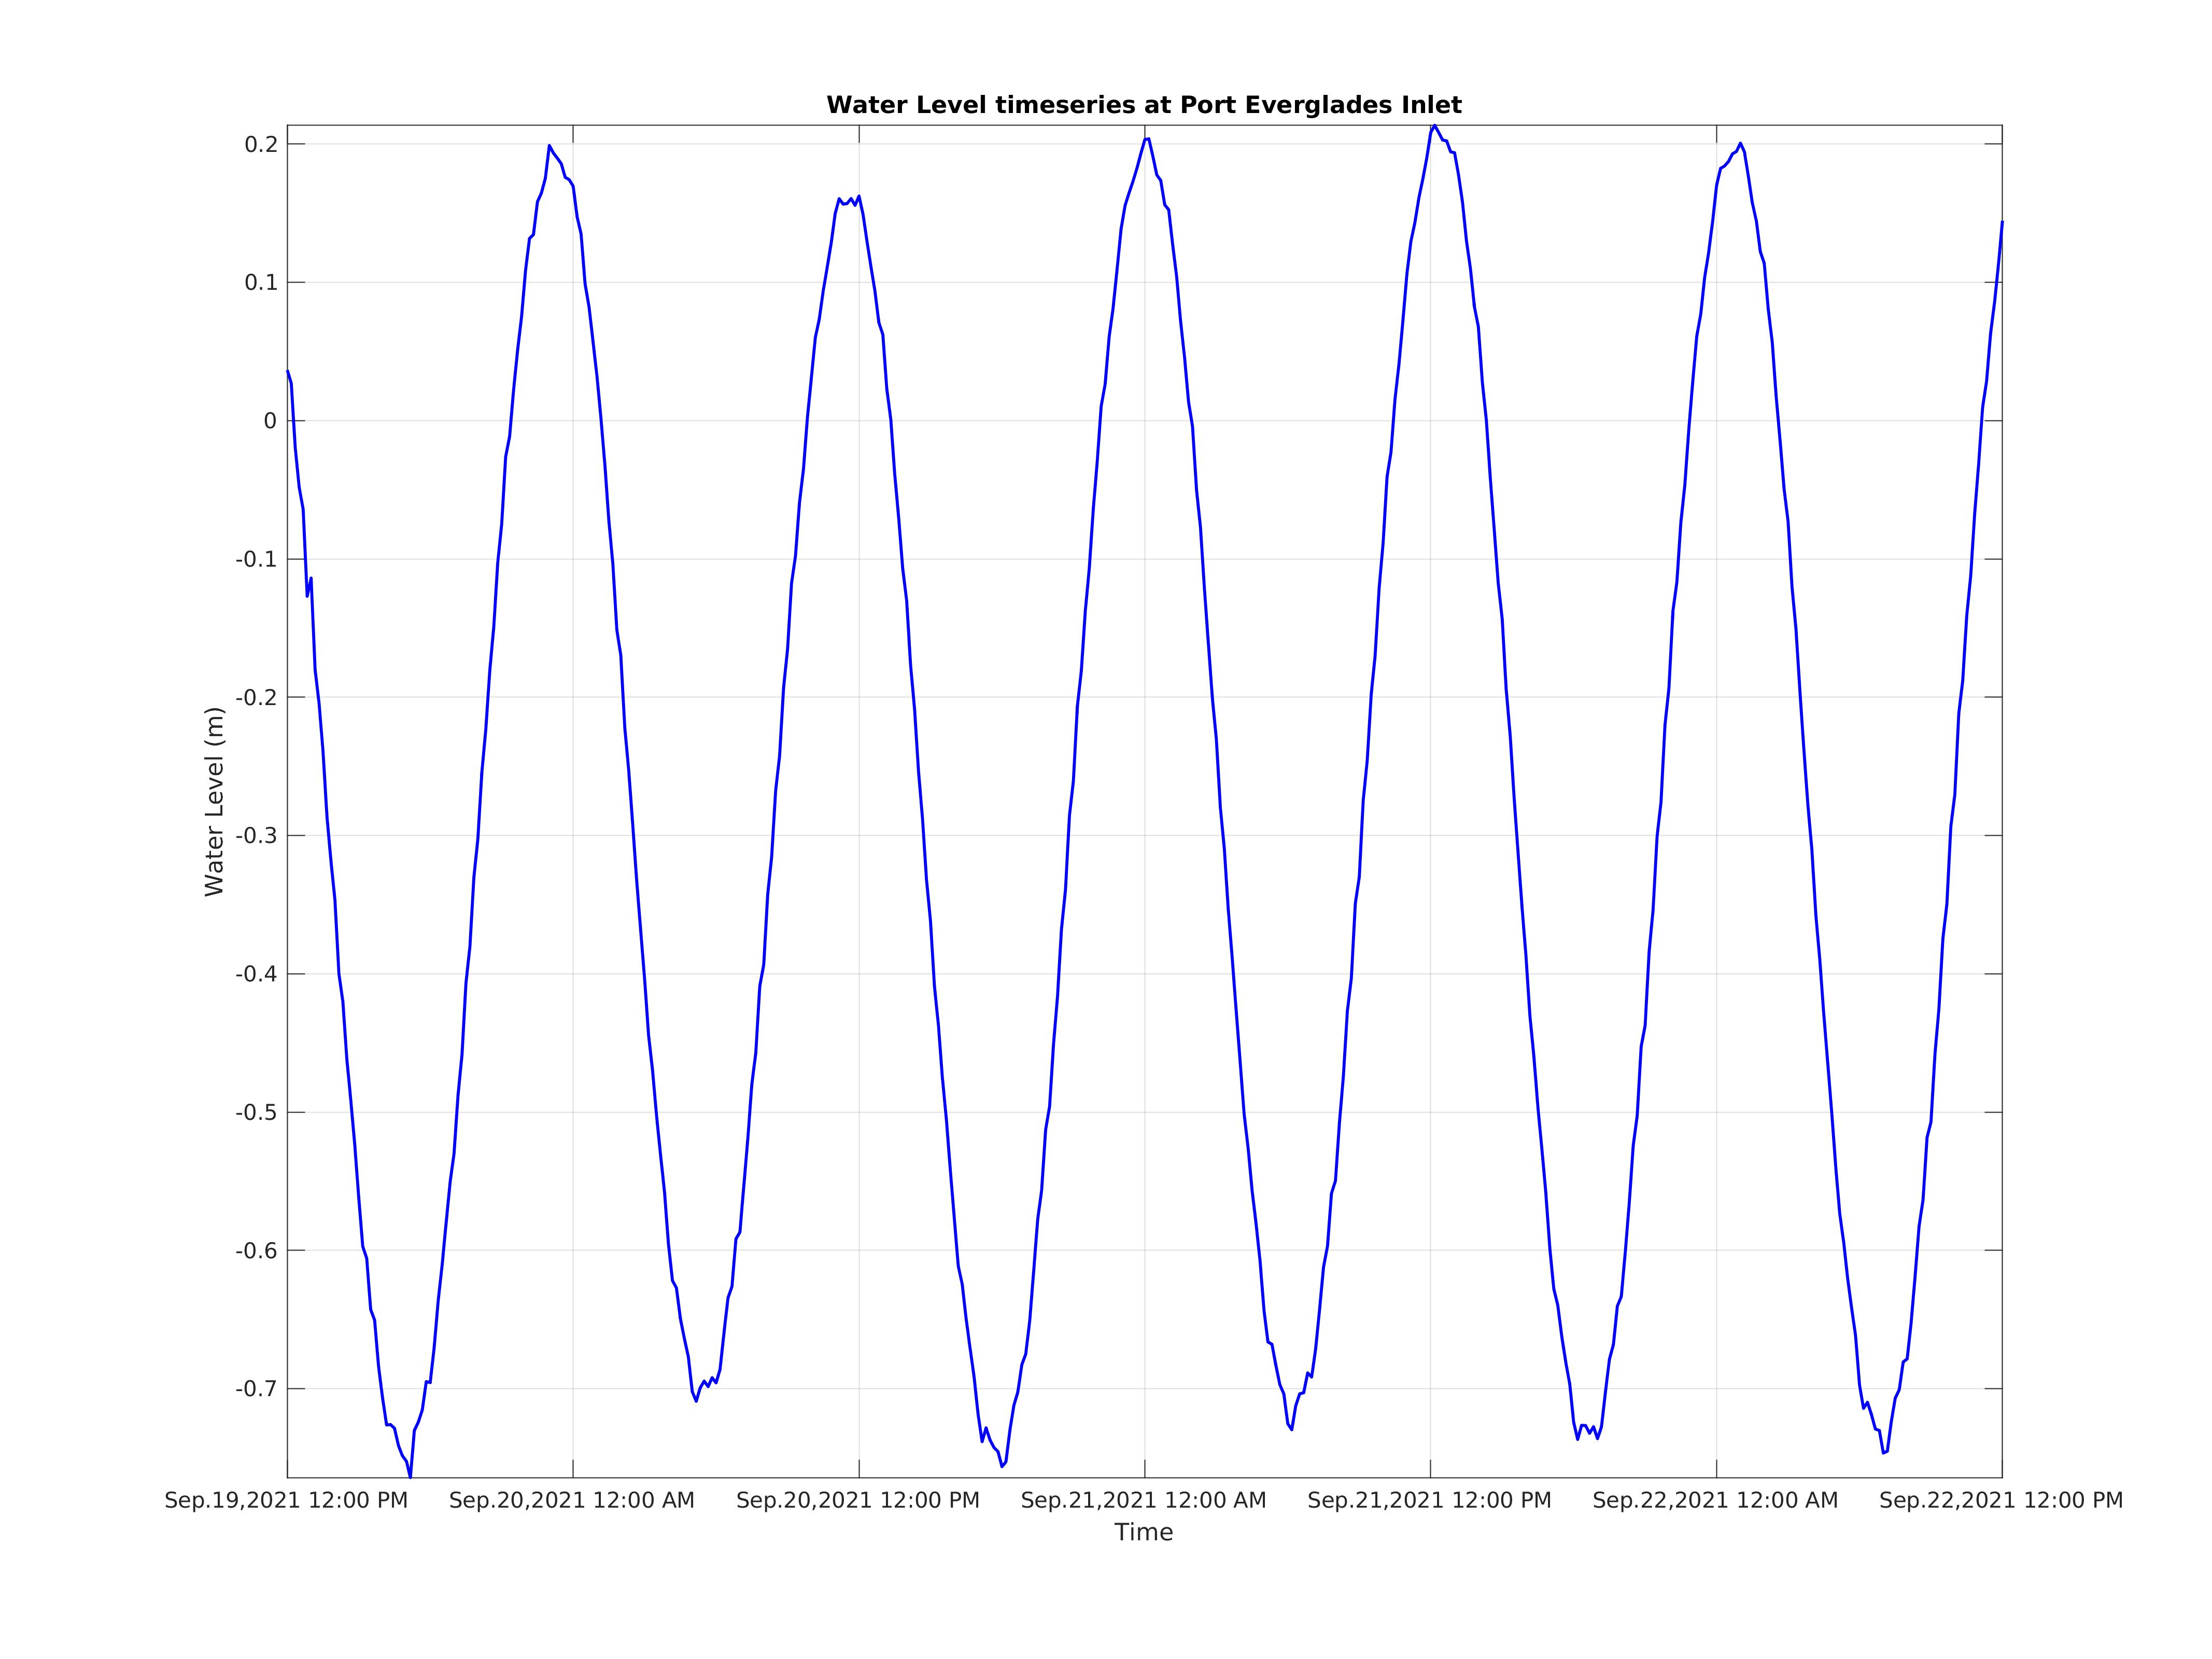 Water Level timeseries at Port Everglades Inlet
0.2
0.1
0
-0.1
-0.2
-0.3
-0.4
-0.5
-0.6
-0.7
Water Level (m)
Sep.19,2021 12:00 PM Sep.20,2021 12:00 AM Sep.20,2021 12:00 PM Sep.21,2021 12:00 AM Sep.21,2021 12:00 PM Sep.22,2021 12:00 AM Sep.22,2021 12:00 PM
Time